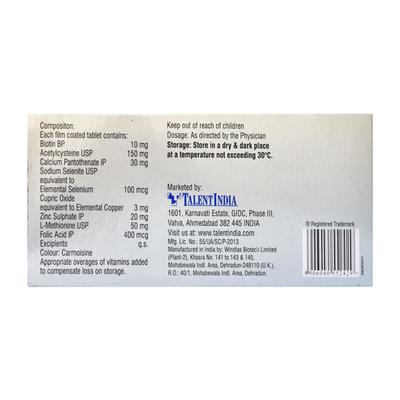 Compositon:
Each film coated tablet contains:
Biotin BP 10 mg
Acetylcysteine USP 150 mg
Calcium Pantothenate IP 30 mg
Sodium Selenite USP
equivalent to
Elemental Selenium 100 mcg
Cupric Oxide
equivalent to Elemental Copper 3 mg
Zinc Sulphate IP 20 mg
L-Methionine USP 50 mg
Folic Acid IP 400 mcg
Excipients q.s.
Colour: Carmoisine
Appropriate overages of vitamins added
to compensate loss on storage.
Keep out of reach of children
Dosage: As directed by the Physician
Storage: Store in a dry & dark place
at a temperature not exceeding 30°C.
Marketed by:
TALENTINDIA
1601, Karnavati Estate, GIDC, Phase III,
Vatva, Ahmedabad 382 445 INDIA
Visit us at: www.talentindia.com
Mfg. Lic. No.: 55/UA/SC/P-2013
Manufactured in India by: Windlas Biotech Limited
(Plant-2), Khasra No. 141 to 143 & 145,
Mohabewala Indl. Area, Dehradun-248110 (U.K.),
R.O.: 40/1, Mohabewala Indl. Area, Dehradun.
® Registered Trademark